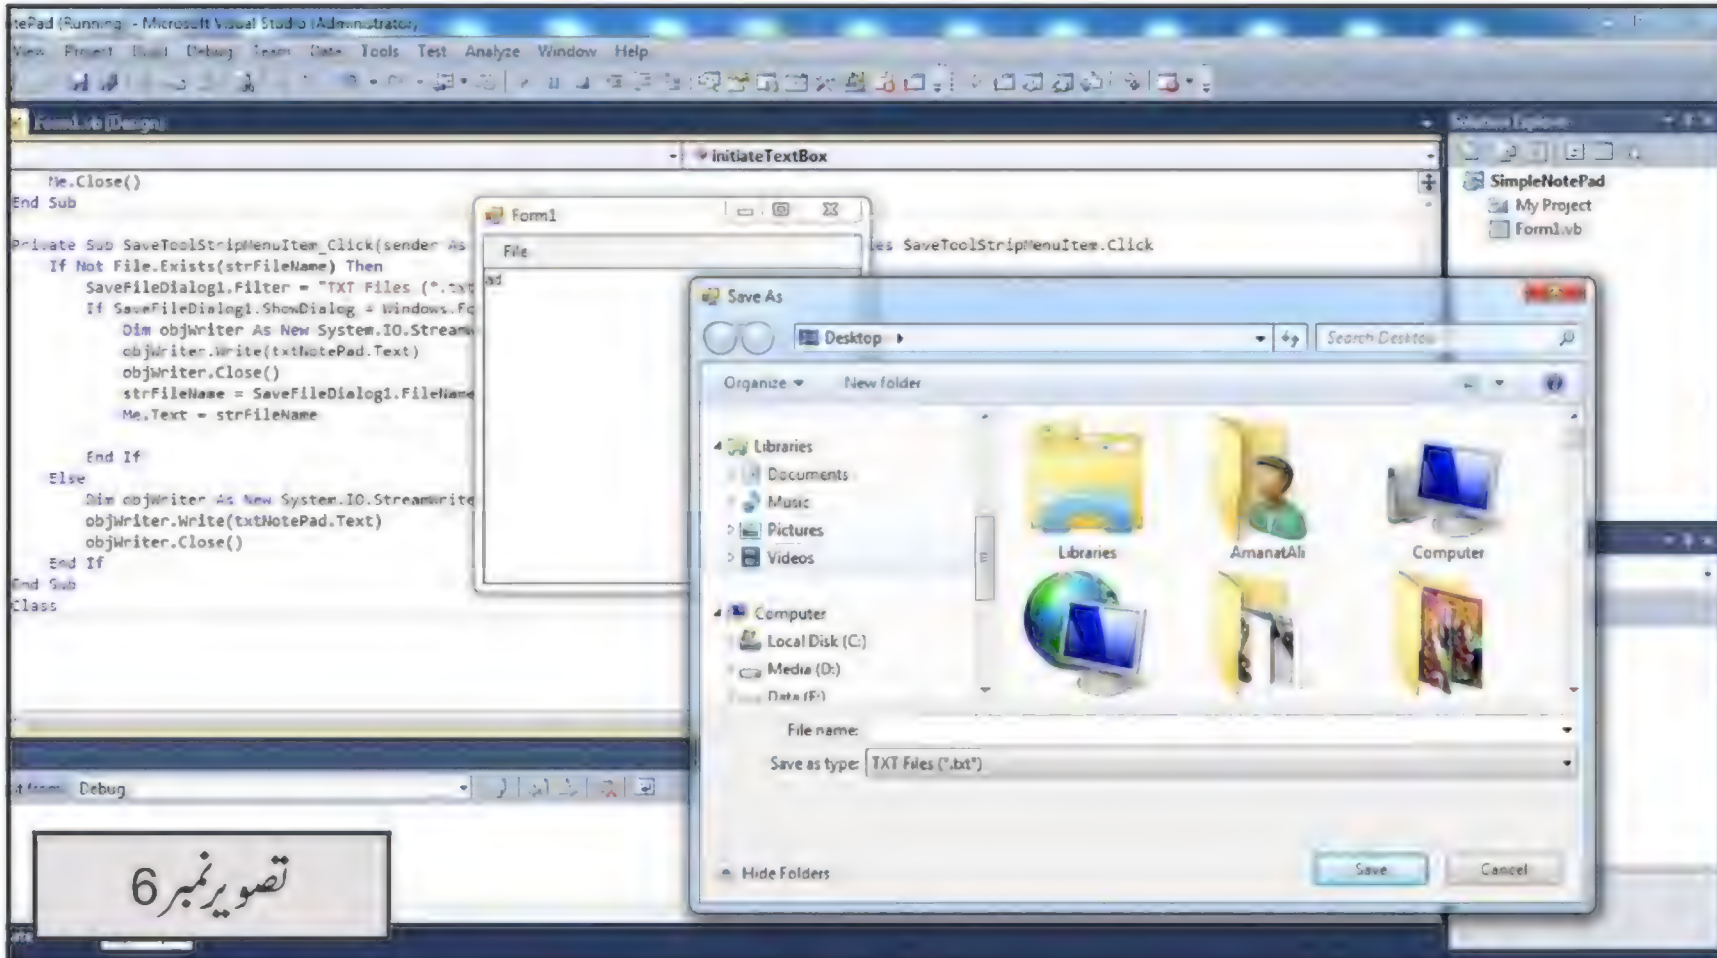 tePad (Running) - Microsoft Visual Studio (Administrator)
View Project Build Debug Team Data Tools Test Analyze Window Help
Form1.vb [Design]
initiateTextBox
Me.Close()
End Sub
Private Sub SaveToolStripMenuItem_Click(sender As
ies SaveToolStripMenuItem.Click
If Not File.Exists(strFileName) Then
SaveFileDialog1.Filter = "TXT Files (*.txt
If SaveFileDialog1.ShowDialog = Windows.Fo
Dim objWriter As New System.IO.Stream
objWriter.Write(txtNotePad.Text)
objWriter.Close()
strFileName = SaveFileDialog1.FileName
Me.Text = strFileName
End If
Else
Dim objWriter As New System.IO.StreamWrite
objWriter.Write(txtNotePad.Text)
objWriter.Close()
End If
End Sub
Class
Form1
File
Solution Explorer
SimpleNotePad
My Project
Form1.vb
Save As
Desktop
Search Desktop
Organize
New folder
Libraries
Documents
Music
Pictures
Videos
Computer
Local Disk (C:)
Media (D:)
Libraries
AmanatAli
Computer
File name:
Save as type: TXT Files (*.txt*)
Hide Folders
Save
Cancel
Debug
تصویر نمبر 6